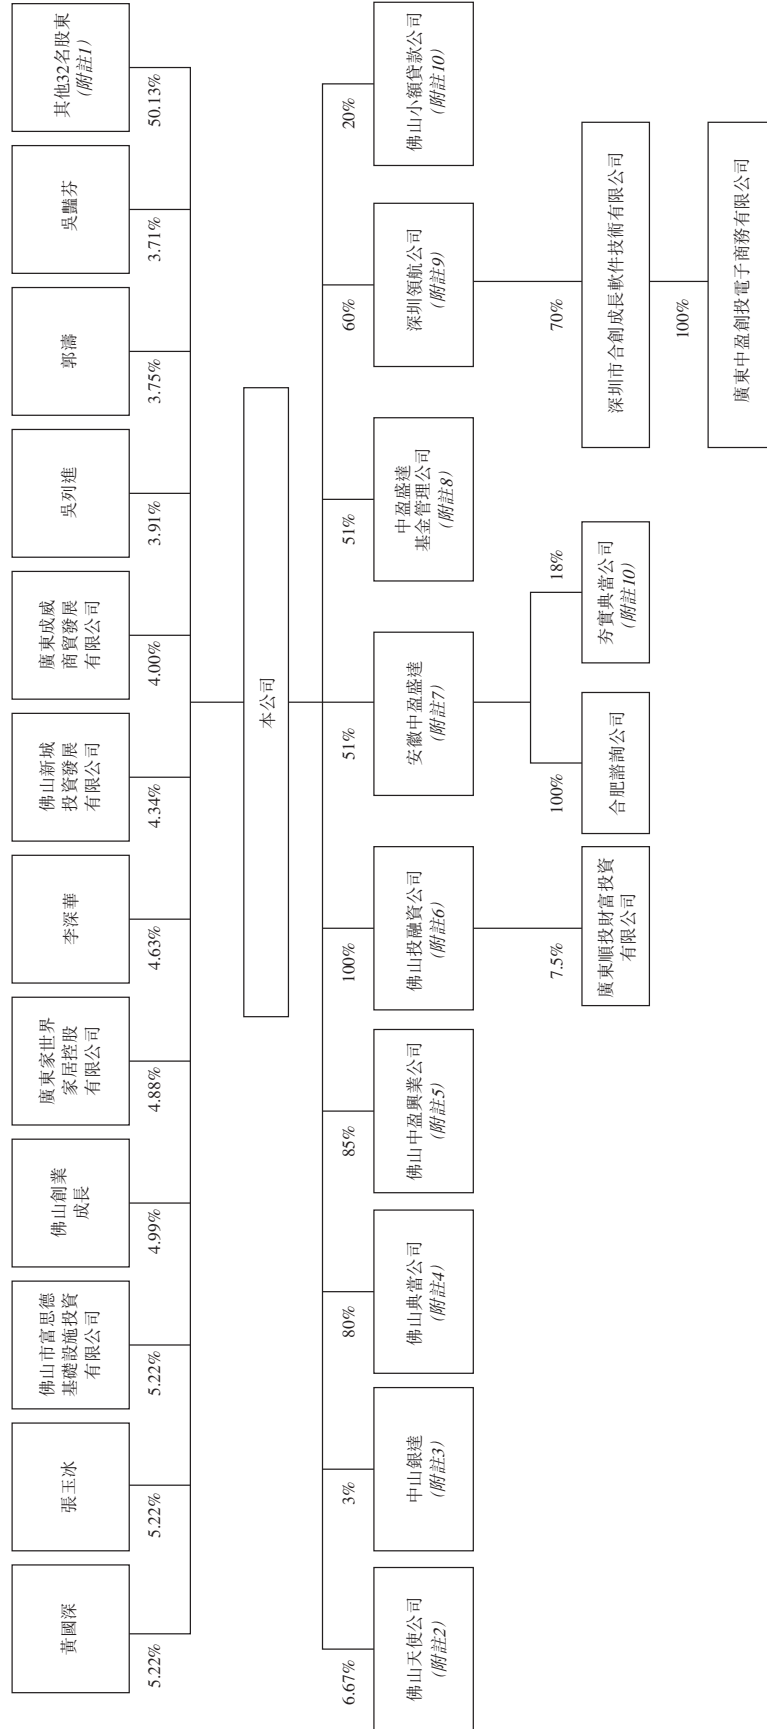 黃國深
張玉冰
佛山市富思德
基礎設施投資
有限公司
佛山創業
成長
廣東家世界
家居控股
有限公司
李深華
佛山新城
投資發展
有限公司
廣東成威
商貿發展
有限公司
吳列進
郭濤
吳豔芬
其他32名股東
(附註1)
5.22%
5.22%
5.22%
4.99%
4.88%
4.63%
4.34%
4.00%
3.91%
3.75%
3.71%
50.13%
本公司
6.67%
3%
80%
85%
100%
51%
51%
60%
20%
佛山天使公司
(附註2)
中山銀達
(附註3)
佛山典當公司
(附註4)
佛山中盈興業公司
(附註5)
佛山投融資公司
(附註6)
安徽中盈盛達
(附註7)
中盈盛達
基金管理公司
(附註8)
深圳領航公司
(附註9)
佛山小額貸款公司
(附註10)
7.5%
100%
18%
70%
廣東順投財富投資
有限公司
合肥諮詢公司
夯實典當公司
(附註10)
深圳市合創成長軟件技術有限公司
100%
廣東中盈創投電子商務有限公司